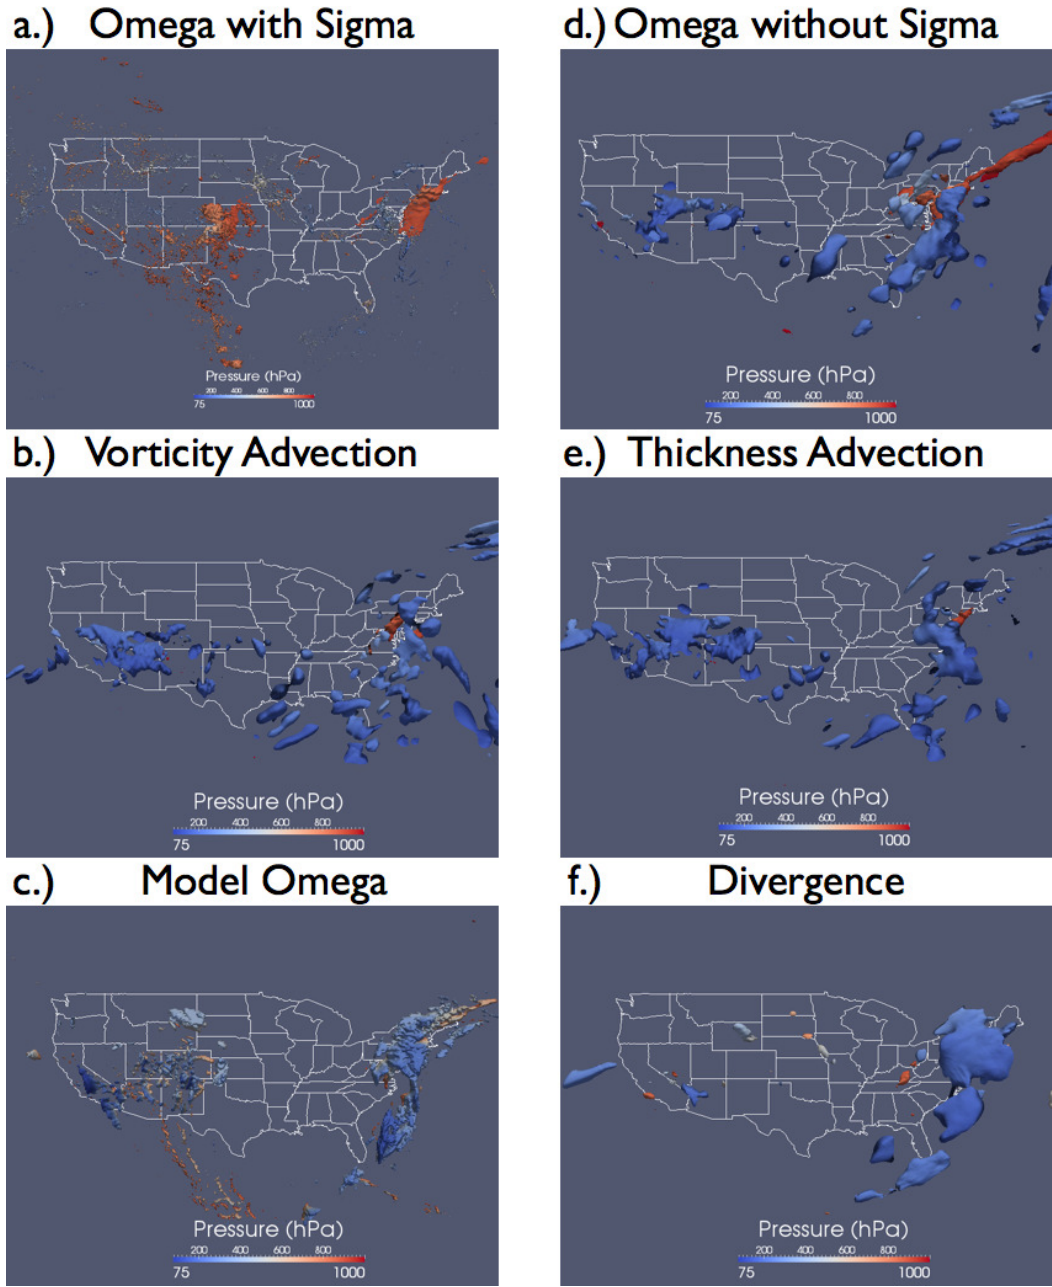 a.) Omega with Sigma
Pressure (hPa)
200 400 600 800
75 1000
d.) Omega without Sigma
Pressure (hPa)
200 400 600 800
75 1000
b.) Vorticity Advection
Pressure (hPa)
200 400 600 800
75 1000
e.) Thickness Advection
Pressure (hPa)
200 400 600 800
75 1000
c.) Model Omega
Pressure (hPa)
200 400 600 800
75 1000
f.) Divergence
Pressure (hPa)
200 400 600 800
75 1000